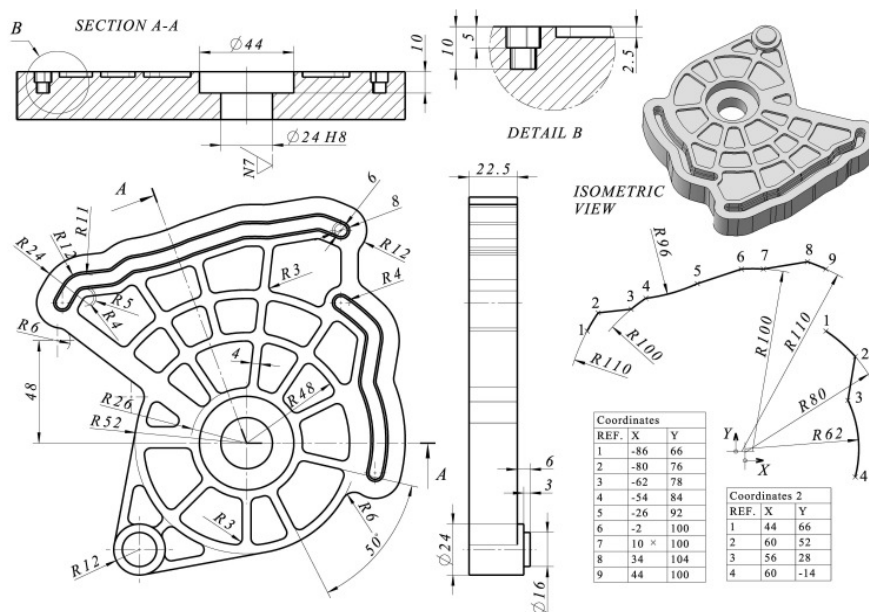 B
SECTION A-A
Ø44
10
Ø24 H8
N7
10
5
2.5
DETAIL B
ISOMETRIC
VIEW
A
6
8
R24
R12
R11
R12
R3
R4
R5
R4
R6
48
4
R48
R26
R52
A
R3
R6
50°
R12
22.5
6
3
Ø24
Ø16
R96
1
2
3
4
5
6
7
8
9
R110
R100
R100
R110
1
2
R80
3
R62
4
Y
X
Coordinates
REF. X Y
1 -86 66
2 -80 76
3 -62 78
4 -54 84
5 -26 92
6 -2 100
7 10 × 100
8 34 104
9 44 100
Coordinates 2
REF. X Y
1 44 66
2 60 52
3 56 28
4 60 -14